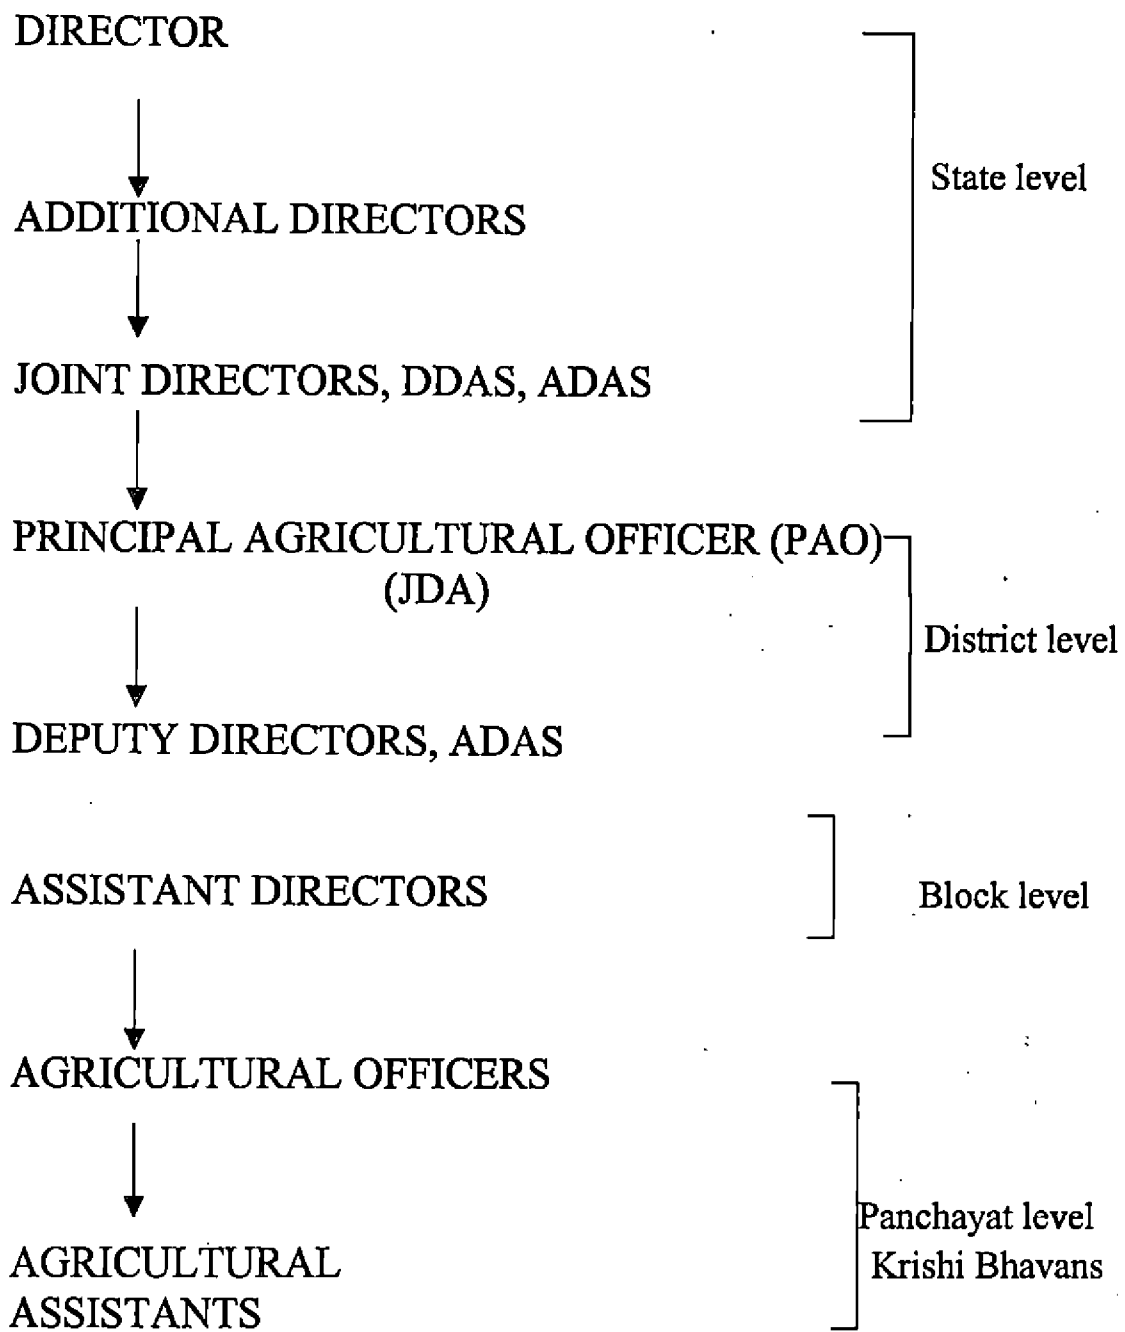 DIRECTOR
State level
ADDITIONAL DIRECTORS
JOINT DIRECTORS, DDAS, ADAS
PRINCIPAL AGRICULTURAL OFFICER (PAO)
(JDA)
District level
DEPUTY DIRECTORS, ADAS
ASSISTANT DIRECTORS
Block level
AGRICULTURAL OFFICERS
Panchayat level
Krishi Bhavans
AGRICULTURAL
ASSISTANTS